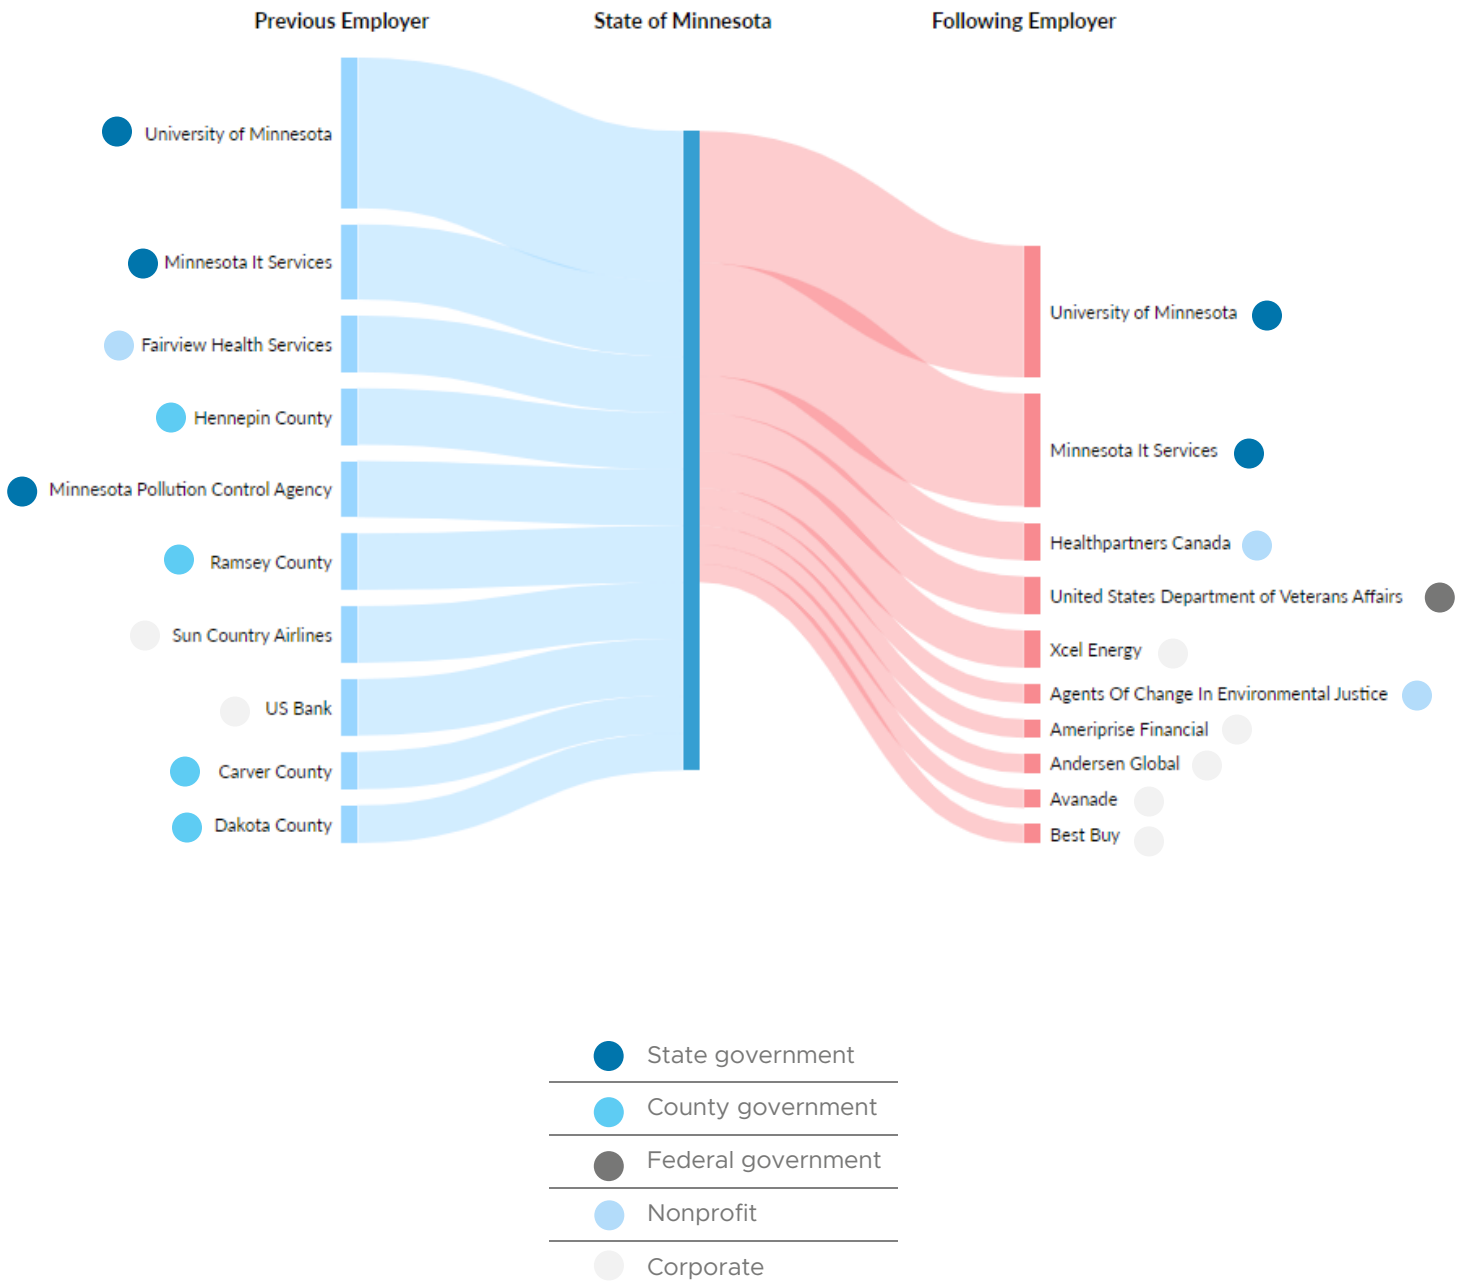 Previous Employer
State of Minnesota
Following Employer
University of Minnesota
Minnesota It Services
Fairview Health Services
Hennepin County
Minnesota Pollution Control Agency
Ramsey County
Sun Country Airlines
US Bank
Carver County
Dakota County
University of Minnesota
Minnesota It Services
Healthpartners Canada
United States Department of Veterans Affairs
Xcel Energy
Agents Of Change In Environmental Justice
Ameriprise Financial
Andersen Global
Avanade
Best Buy
State government
County government
Federal government
Nonprofit
Corporate